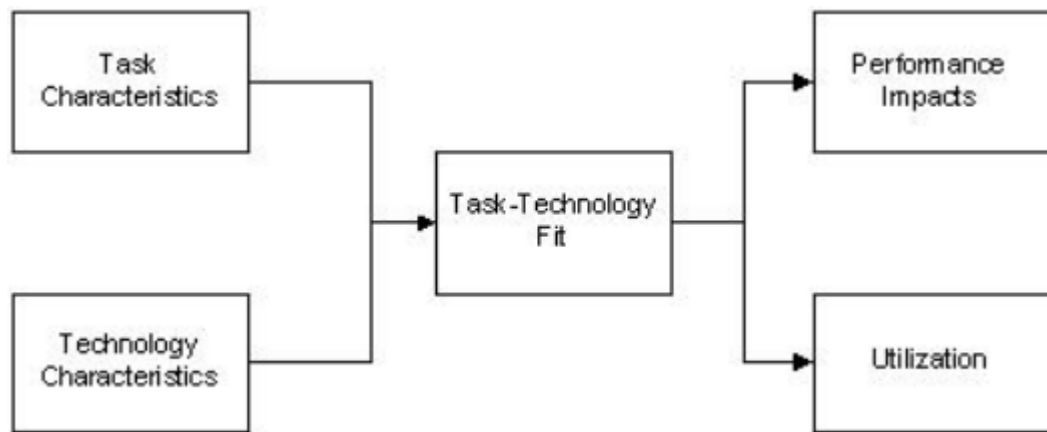 Task
Characteristics
Performance
Impacts
Task-Technology
Fit
Technology
Characteristics
Utilization